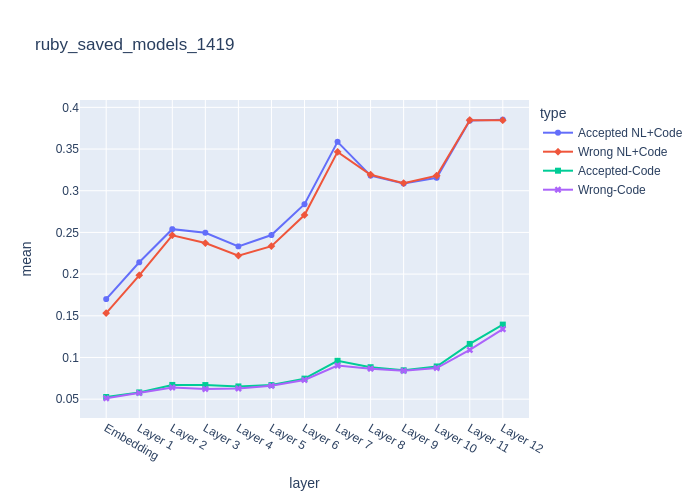 ruby_saved_models_1419
type
Accepted NL+Code
Wrong NL+Code
Accepted-Code
Wrong-Code
mean
0.4
0.35
0.3
0.25
0.2
0.15
0.1
0.05
Embedding
Layer 1
Layer 2
Layer 3
Layer 4
Layer 5
Layer 6
Layer 7
Layer 8
Layer 9
Layer 10
Layer 11
Layer 12
layer